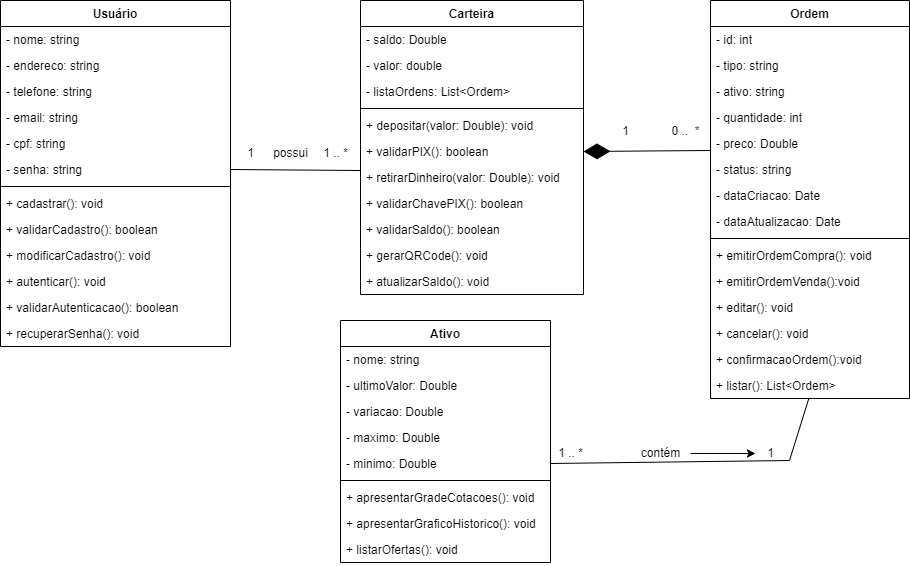 Usuário
- nome: string
- endereco: string
- telefone: string
- email: string
- cpf: string
- senha: string
+ cadastrar(): void
+ validarCadastro(): boolean
+ modificarCadastro(): void
+ autenticar(): void
+ validarAutenticacao(): boolean
+ recuperarSenha(): void
1 possui 1 .. *
Carteira
- saldo: Double
- valor: double
- listaOrdens: List<Ordem>
+ depositar(valor: Double): void
+ validarPIX(): boolean
+ retirarDinheiro(valor: Double): void
+ validarChavePIX(): boolean
+ validarSaldo(): boolean
+ gerarQRCode(): void
+ atualizarSaldo(): void
1 0 .. *
Ordem
- id: int
- tipo: string
- ativo: string
- quantidade: int
- preco: Double
- status: string
- dataCriacao: Date
- dataAtualizacao: Date
+ emitirOrdemCompra(): void
+ emitirOrdemVenda():void
+ editar(): void
+ cancelar(): void
+ confirmacaoOrdem():void
+ listar(): List<Ordem>
Ativo
- nome: string
- ultimoValor: Double
- variacao: Double
- maximo: Double
- minimo: Double
+ apresentarGradeCotacoes(): void
+ apresentarGraficoHistorico(): void
+ listarOfertas(): void
1 .. * contém 1